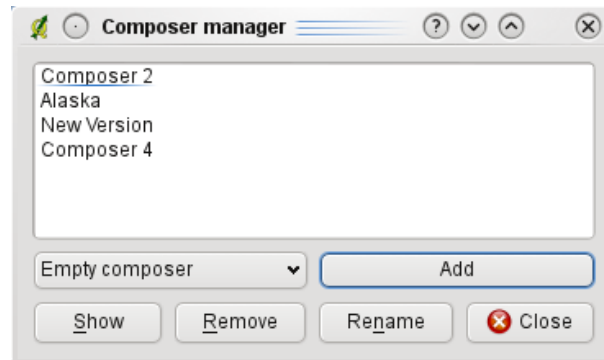 Composer manager
Composer 2
Alaska
New Version
Composer 4
Empty composer Add
Show Remove Rename Close